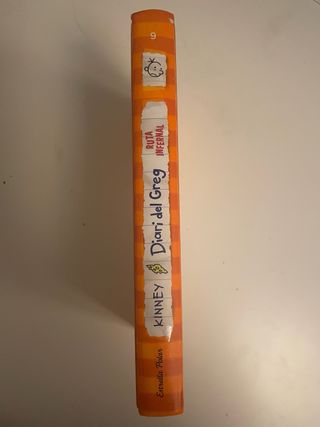 9
RUTA
INFERNAL
Diari del Greg
KINNEY
Estrella Polar